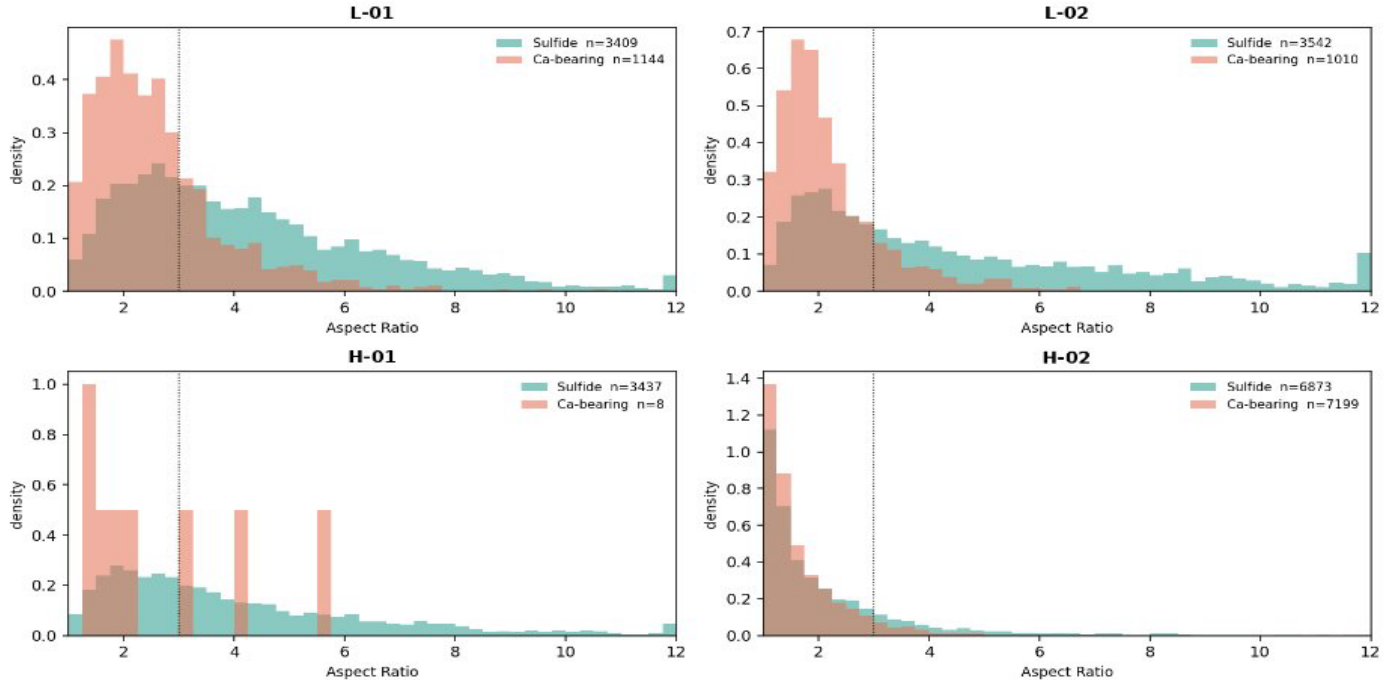 L-01
Sulfide n=3409
Ca-bearing n=1144
density
0.4
0.3
0.2
0.1
0.0
2 4 6 8 10 12
Aspect Ratio
L-02
Sulfide n=3542
Ca-bearing n=1010
density
0.7
0.6
0.5
0.4
0.3
0.2
0.1
0.0
2 4 6 8 10 12
Aspect Ratio
H-01
Sulfide n=3437
Ca-bearing n=8
density
1.0
0.8
0.6
0.4
0.2
0.0
2 4 6 8 10 12
Aspect Ratio
H-02
Sulfide n=6873
Ca-bearing n=7199
density
1.4
1.2
1.0
0.8
0.6
0.4
0.2
0.0
2 4 6 8 10 12
Aspect Ratio